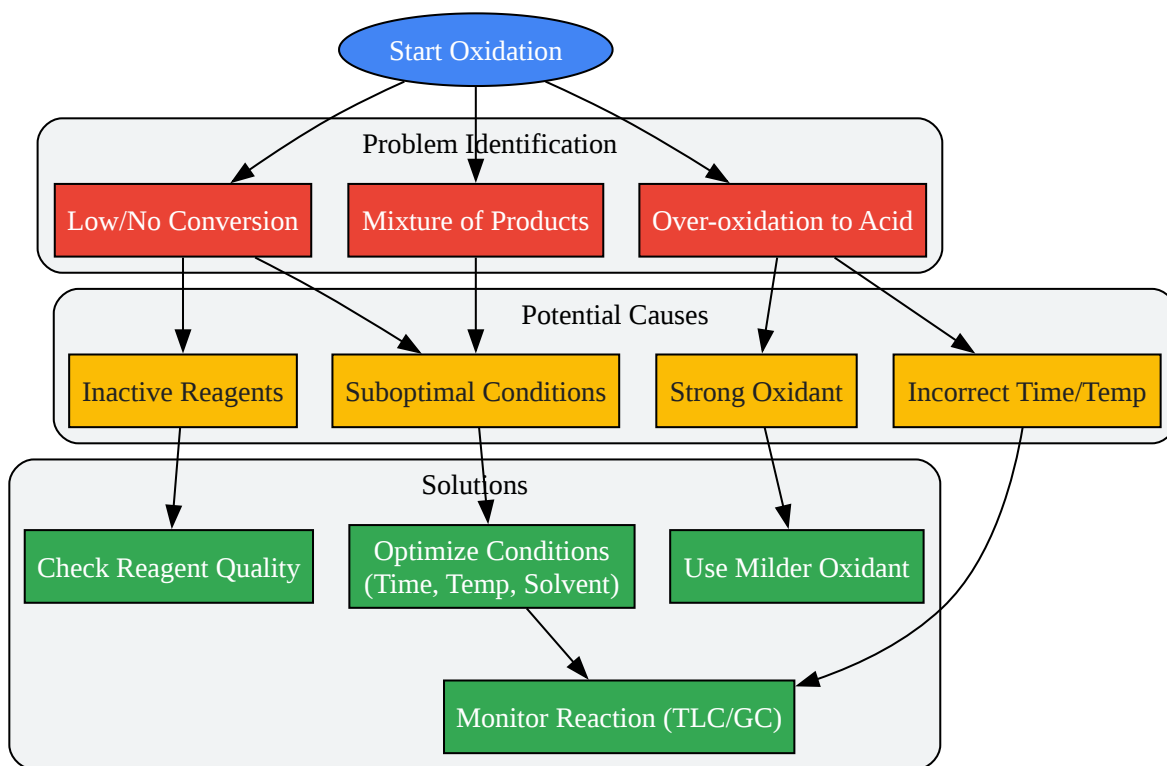 Start Oxidation
Problem Identification
Low/No Conversion
Mixture of Products
Over-oxidation to Acid
Potential Causes
Inactive Reagents
Suboptimal Conditions
Strong Oxidant
Incorrect Time/Temp
Solutions
Check Reagent Quality
Optimize Conditions
(Time, Temp, Solvent)
Use Milder Oxidant
Monitor Reaction (TLC/GC)